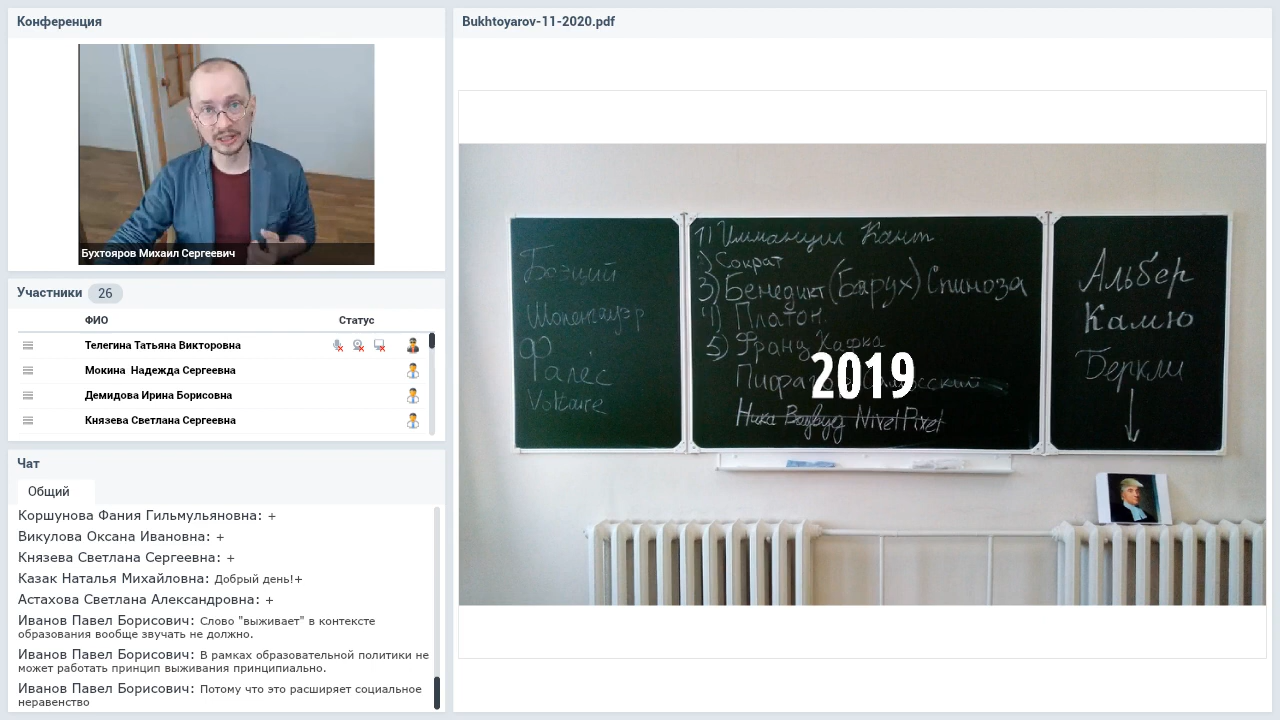 Конференция
Бухтояров Михаил Сергеевич
Участники 26
ФИО Статус
Телегина Татьяна Викторовна
Мокина Надежда Сергеевна
Демидова Ирина Борисовна
Князева Светлана Сергеевна
Чат
Общий
Коршунова Фания Гильмульяновна: +
Викулова Оксана Ивановна: +
Князева Светлана Сергеевна: +
Казак Наталья Михайловна: Добрый день!+
Астахова Светлана Александровна: +
Иванов Павел Борисович: Слово "выживает" в контексте
образования вообще звучать не должно.
Иванов Павел Борисович: В рамках образовательной политики не
может работать принцип выживания принципиально.
Иванов Павел Борисович: Потому что это расширяет социальное
неравенство
Bukhtoyarov-11-2020.pdf
Боэций
Шопенгауэр
Фалес
Voltaire
1) Иммануил Кант
) Сократ
3) Бенедикт (Барух) Спиноза
4) Платон
5) Франц Кафка
2019
Ника Войвуд NivelPixel
Альбер
Камю
Беркли